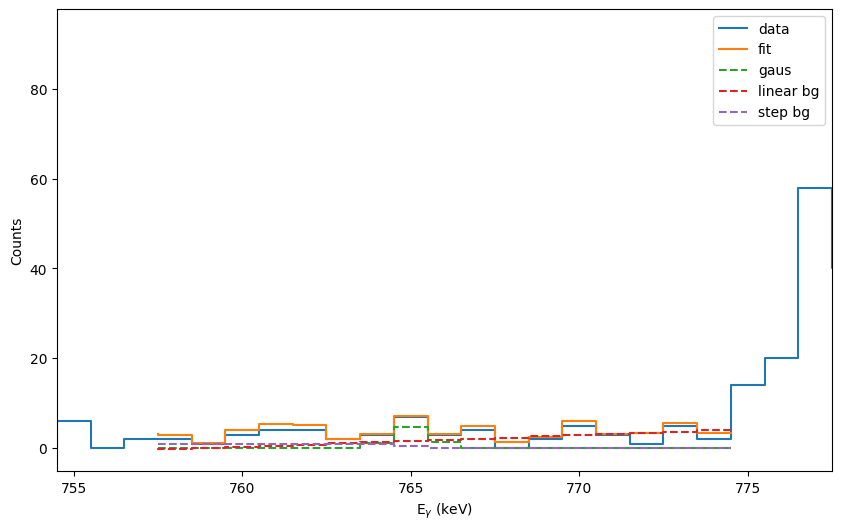 data
fit
gaus
linear bg
step bg
80
60
40
20
0
Counts
755
760
765
770
775
Eγ (keV)